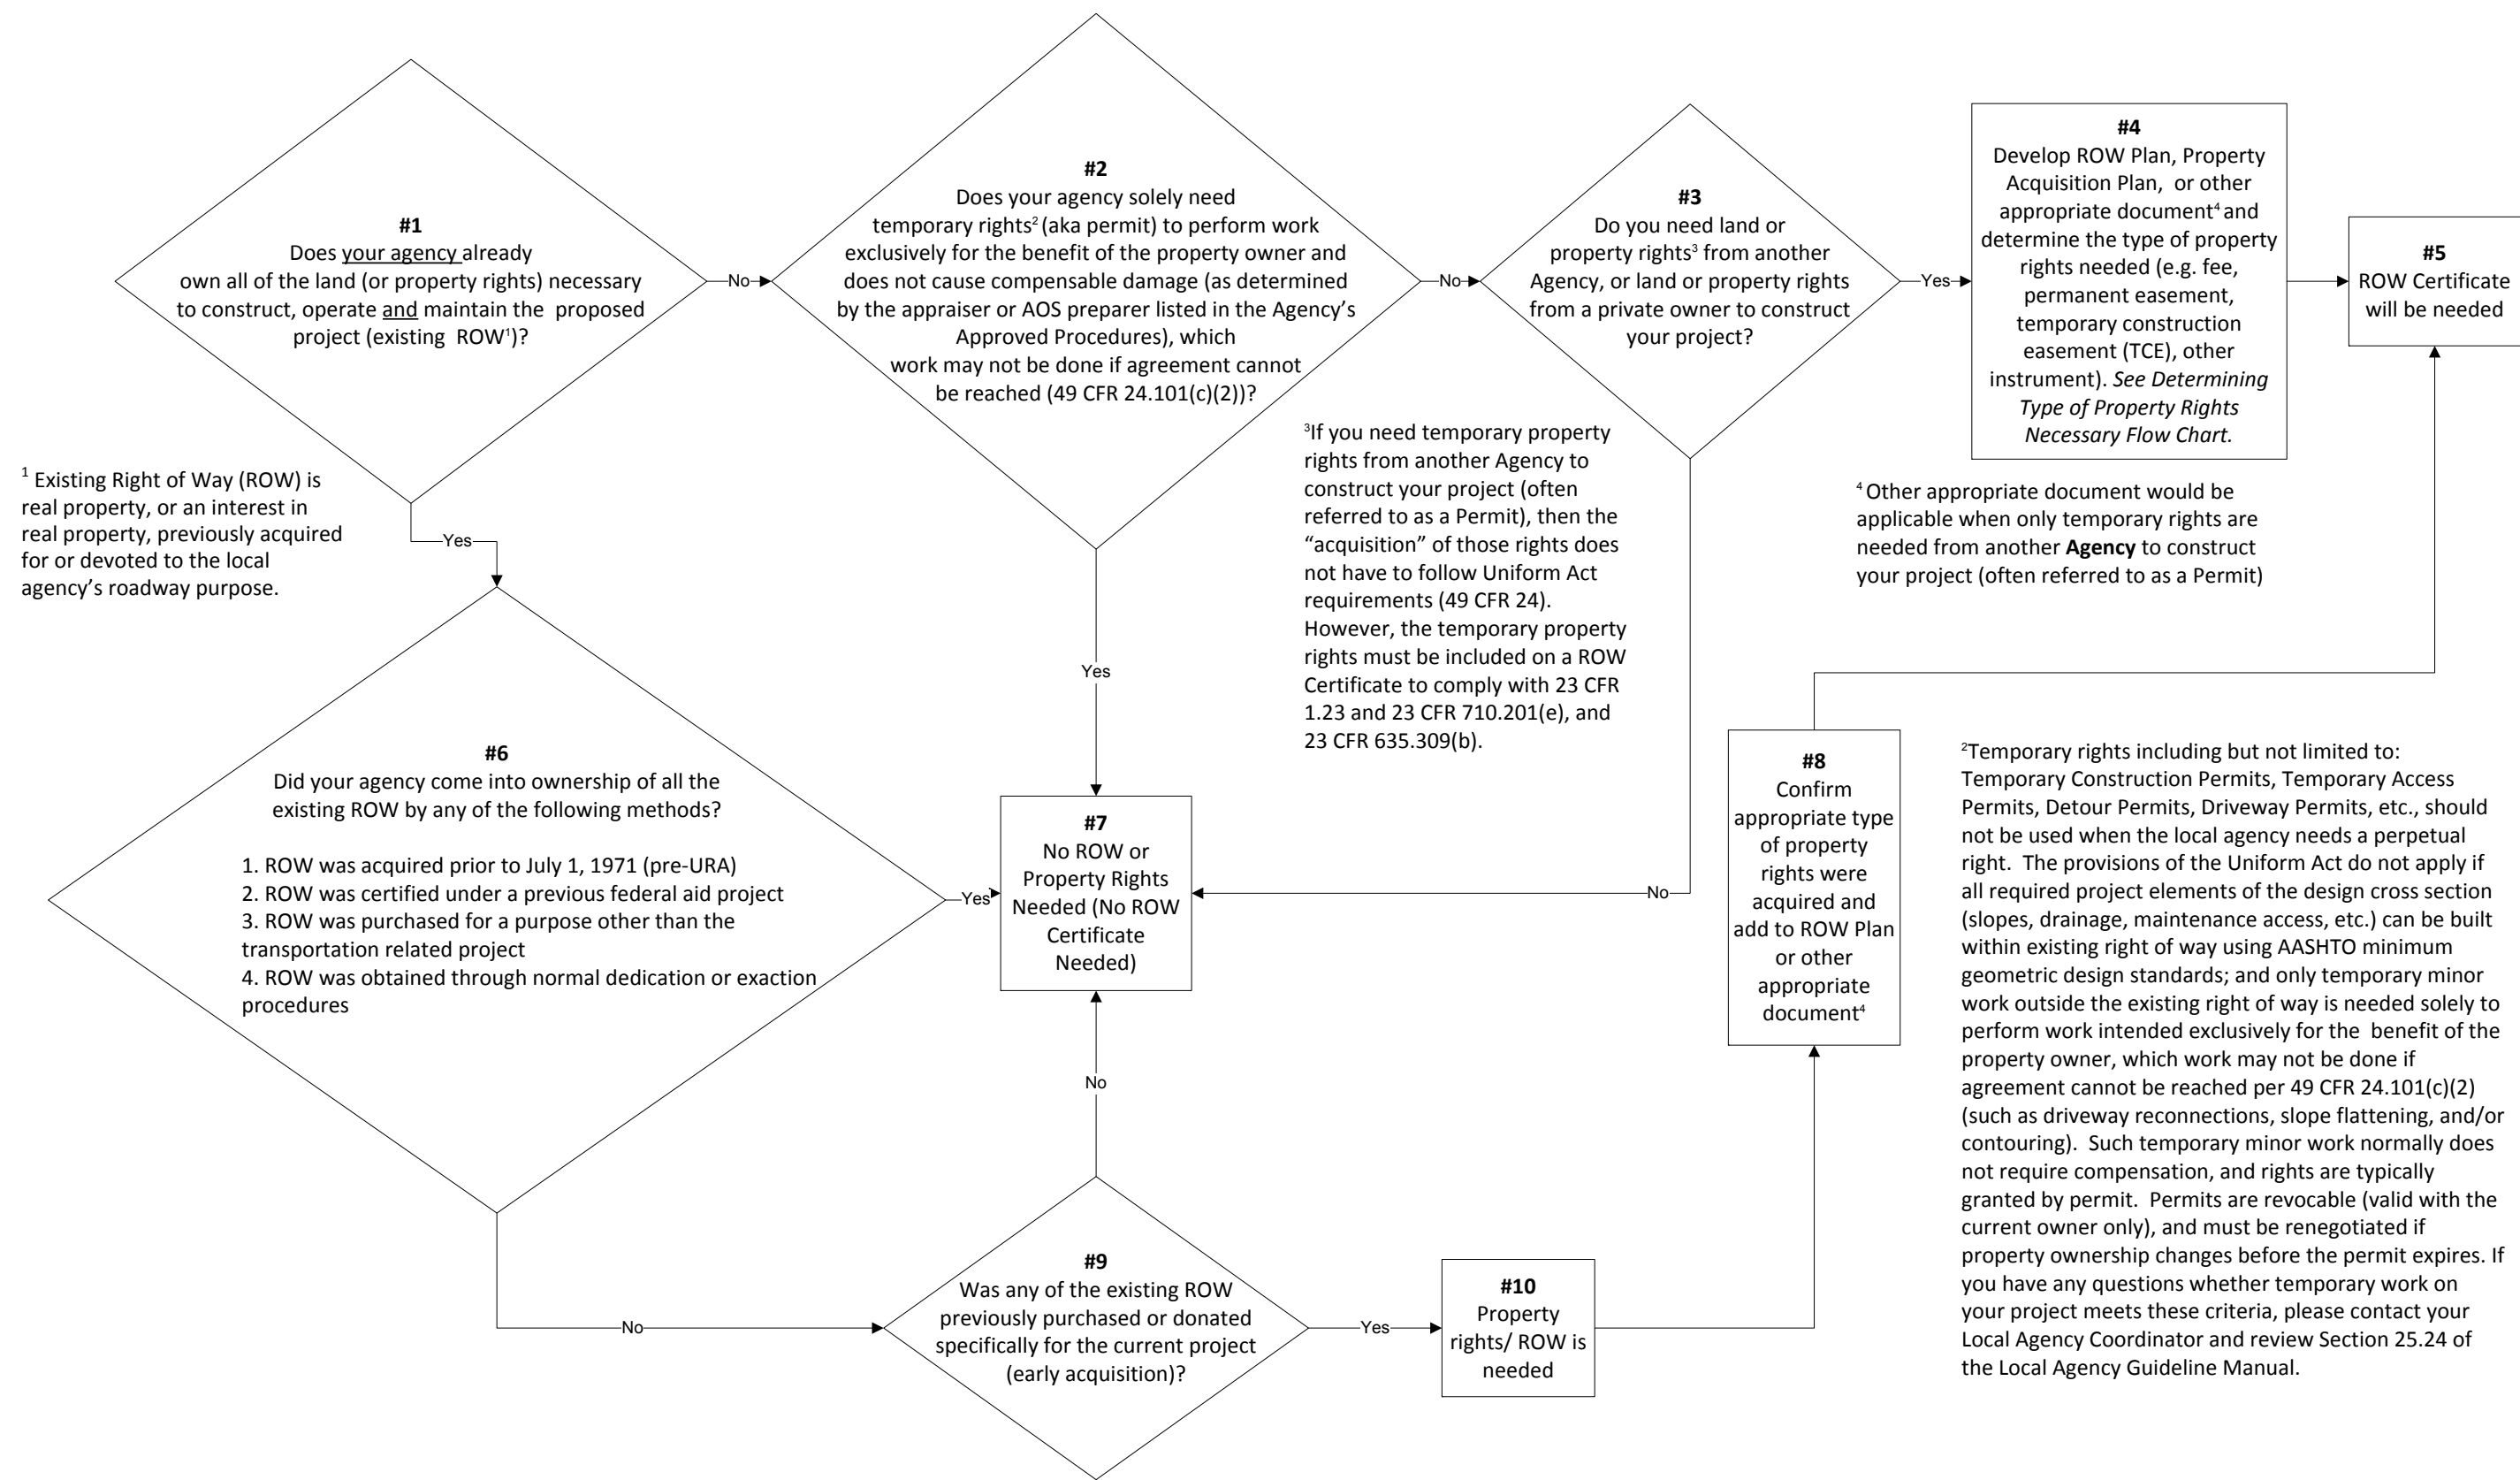 #1
Does your agency already
own all of the land (or property rights) necessary
to construct, operate and maintain the proposed
project (existing ROW¹)?
No
#2
Does your agency solely need
temporary rights² (aka permit) to perform work
exclusively for the benefit of the property owner and
does not cause compensable damage (as determined
by the appraiser or AOS preparer listed in the Agency’s
Approved Procedures), which
work may not be done if agreement cannot
be reached (49 CFR 24.101(c)(2))?
No
#3
Do you need land or
property rights³ from another
Agency, or land or property rights
from a private owner to construct
your project?
Yes
#4
Develop ROW Plan, Property
Acquisition Plan, or other
appropriate document⁴ and
determine the type of property
rights needed (e.g. fee,
permanent easement,
temporary construction
easement (TCE), other
instrument). See Determining
Type of Property Rights
Necessary Flow Chart.
#5
ROW Certificate
will be needed
¹ Existing Right of Way (ROW) is
real property, or an interest in
real property, previously acquired
for or devoted to the local
agency’s roadway purpose.
Yes
³If you need temporary property
rights from another Agency to
construct your project (often
referred to as a Permit), then the
“acquisition” of those rights does
not have to follow Uniform Act
requirements (49 CFR 24).
However, the temporary property
rights must be included on a ROW
Certificate to comply with 23 CFR
1.23 and 23 CFR 710.201(e), and
23 CFR 635.309(b).
⁴ Other appropriate document would be
applicable when only temporary rights are
needed from another Agency to construct
your project (often referred to as a Permit)
Yes
#6
Did your agency come into ownership of all the
existing ROW by any of the following methods?
1. ROW was acquired prior to July 1, 1971 (pre-URA)
2. ROW was certified under a previous federal aid project
3. ROW was purchased for a purpose other than the
transportation related project
4. ROW was obtained through normal dedication or exaction
procedures
Yes
#7
No ROW or
Property Rights
Needed (No ROW
Certificate
Needed)
No
#8
Confirm
appropriate type
of property
rights were
acquired and
add to ROW Plan
or other
appropriate
document⁴
²Temporary rights including but not limited to:
Temporary Construction Permits, Temporary Access
Permits, Detour Permits, Driveway Permits, etc., should
not be used when the local agency needs a perpetual
right. The provisions of the Uniform Act do not apply if
all required project elements of the design cross section
(slopes, drainage, maintenance access, etc.) can be built
within existing right of way using AASHTO minimum
geometric design standards; and only temporary minor
work outside the existing right of way is needed solely to
perform work intended exclusively for the benefit of the
property owner, which work may not be done if
agreement cannot be reached per 49 CFR 24.101(c)(2)
(such as driveway reconnections, slope flattening, and/or
contouring). Such temporary minor work normally does
not require compensation, and rights are typically
granted by permit. Permits are revocable (valid with the
current owner only), and must be renegotiated if
property ownership changes before the permit expires. If
you have any questions whether temporary work on
your project meets these criteria, please contact your
Local Agency Coordinator and review Section 25.24 of
the Local Agency Guideline Manual.
No
No
#9
Was any of the existing ROW
previously purchased or donated
specifically for the current project
(early acquisition)?
Yes
#10
Property
rights/ ROW is
needed